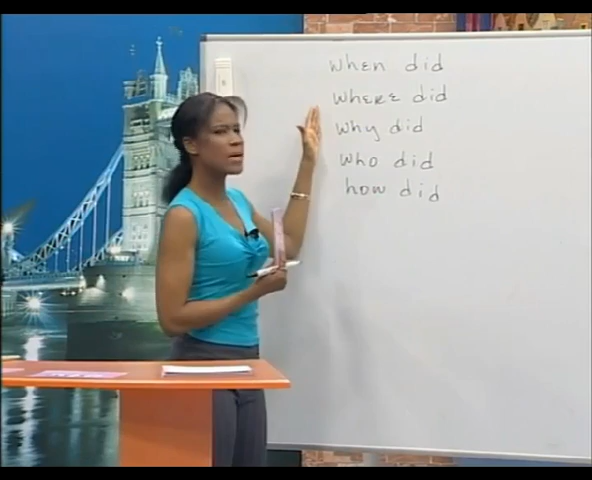 when did
where did
why did
who did
how did